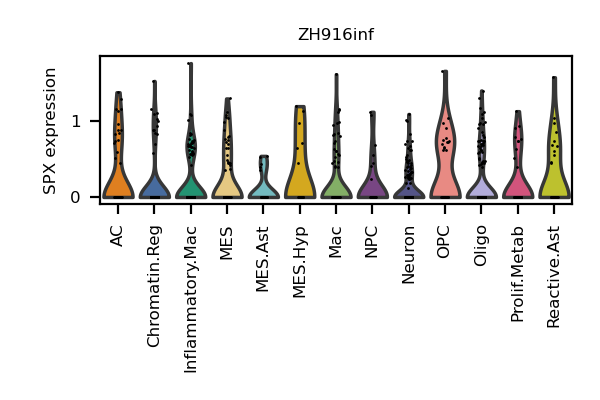 ZH916inf
SPX expression
1
0
AC
Chromatin.Reg
Inflammatory.Mac
MES
MES.Ast
MES.Hyp
Mac
NPC
Neuron
OPC
Oligo
Prolif.Metab
Reactive.Ast